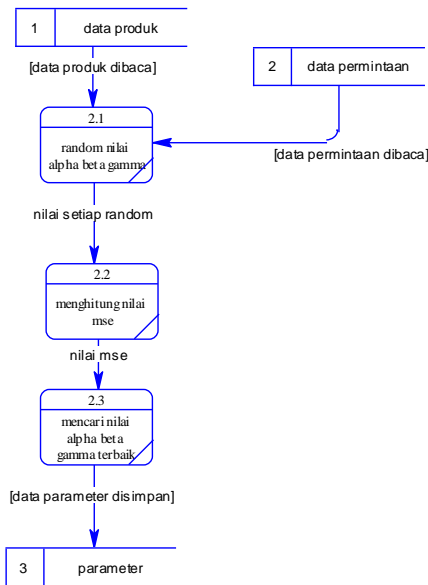 1 data produk
[data produk dibaca]
2 data permintaan
2.1
random nilai
alpha beta gamma
[data permintaan dibaca]
nilai setiap random
2.2
menghitung nilai
mse
nilai mse
2.3
mencari nilai
alpha beta
gamma terbaik
[data parameter disimpan]
3 parameter